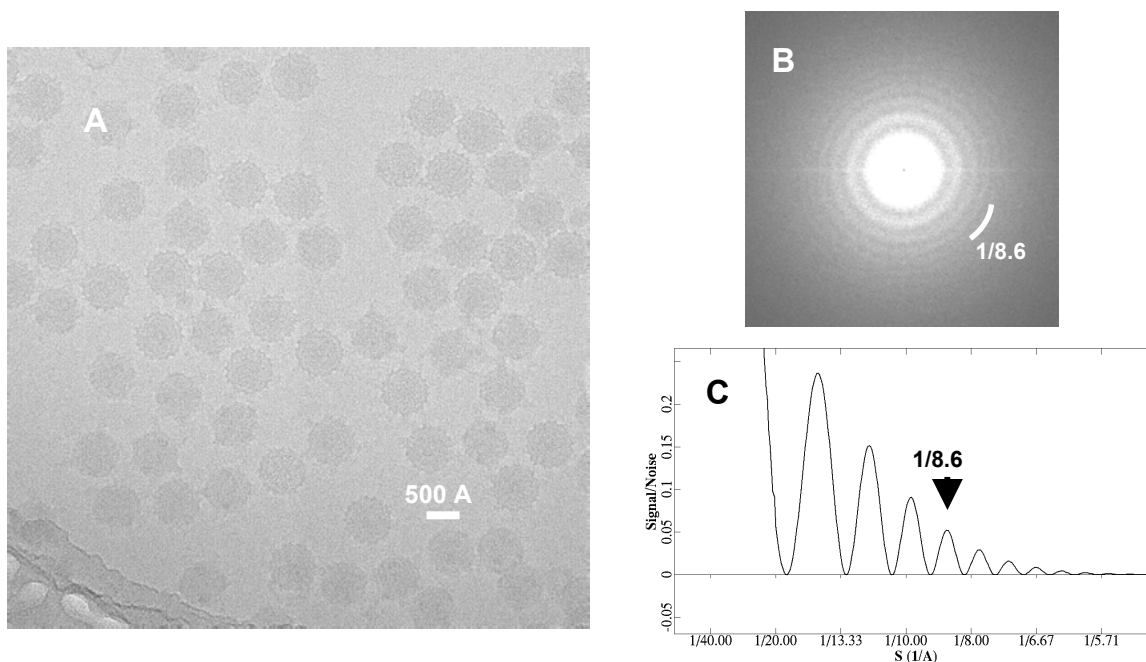 A
500 A
B
1/8.6
C
1/8.6
Signal/Noise
0.2
0.15
0.1
0.05
0
-0.05
1/40.00 1/20.00 1/13.33 1/10.00 1/8.00 1/6.67 1/5.71
S (1/A)